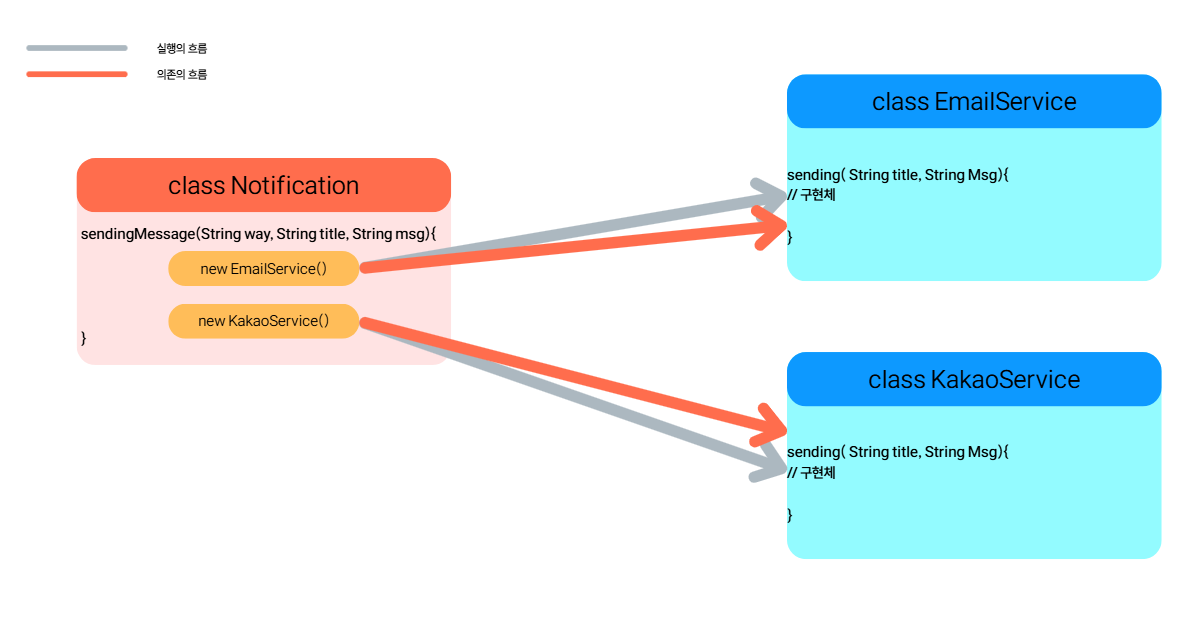 실행의 흐름
의존의 흐름
class Notification
sendingMessage(String way, String title, String msg){
new EmailService()
new KakaoService()
}
class EmailService
sending( String title, String Msg){
// 구현체
}
class KakaoService
sending( String title, String Msg){
// 구현체
}